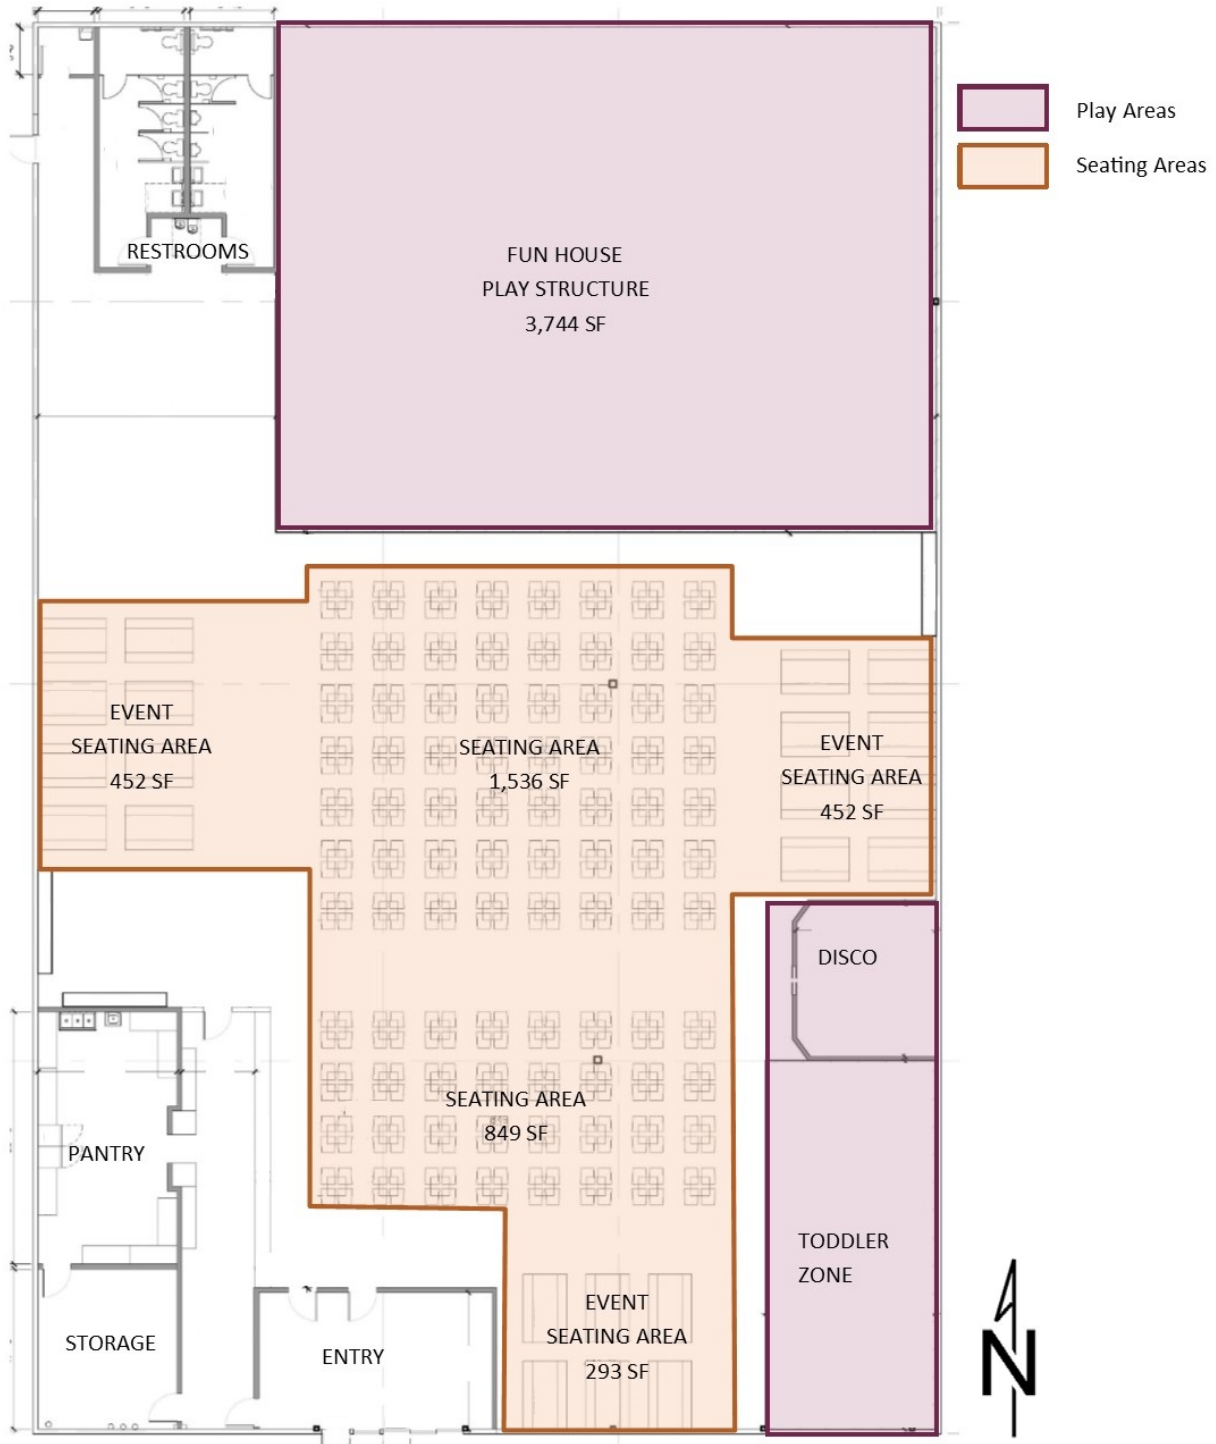 Play Areas
Seating Areas
RESTROOMS
FUN HOUSE
PLAY STRUCTURE
3,744 SF
EVENT
SEATING AREA
452 SF
SEATING AREA
1,536 SF
EVENT
SEATING AREA
452 SF
DISCO
SEATING AREA
849 SF
PANTRY
TODDLER
ZONE
EVENT
SEATING AREA
293 SF
STORAGE
ENTRY
N